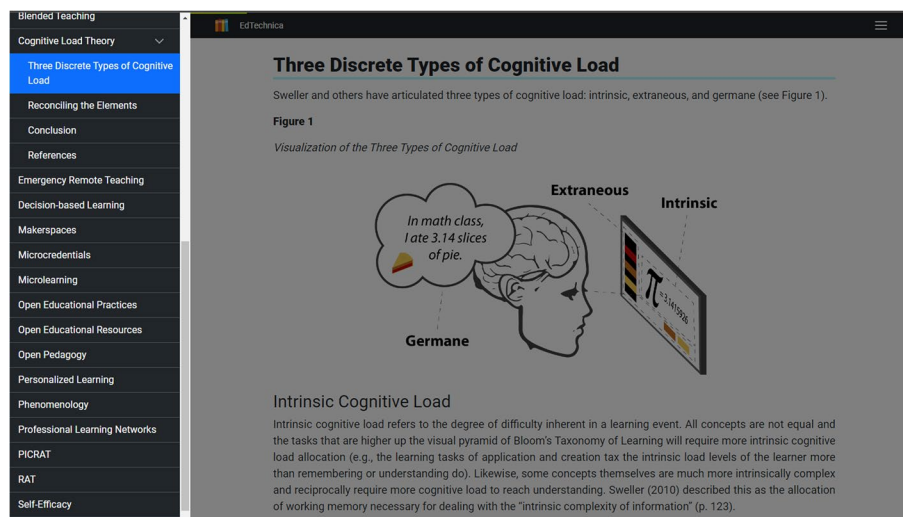 Blended Teaching
Cognitive Load Theory
Three Discrete Types of Cognitive
Load
Reconciling the Elements
Conclusion
References
Emergency Remote Teaching
Decision-based Learning
Makerspaces
Microcredentials
Microlearning
Open Educational Practices
Open Educational Resources
Open Pedagogy
Personalized Learning
Phenomenology
Professional Learning Networks
PICRAT
RAT
Self-Efficacy
EdTechnica
Three Discrete Types of Cognitive Load
Sweller and others have articulated three types of cognitive load: intrinsic, extraneous, and germane (see Figure 1).
Figure 1
Visualization of the Three Types of Cognitive Load
Extraneous
Intrinsic
In math class,
I ate 3.14 slices
of pie.
π = 3.1415926
Germane
Intrinsic Cognitive Load
Intrinsic cognitive load refers to the degree of difficulty inherent in a learning event. All concepts are not equal and
the tasks that are higher up the visual pyramid of Bloom's Taxonomy of Learning will require more intrinsic cognitive
load allocation (e.g., the learning tasks of application and creation tax the intrinsic load levels of the learner more
than remembering or understanding do). Likewise, some concepts themselves are much more intrinsically complex
and reciprocally require more cognitive load to reach understanding. Sweller (2010) described this as the allocation
of working memory necessary for dealing with the “intrinsic complexity of information” (p. 123).